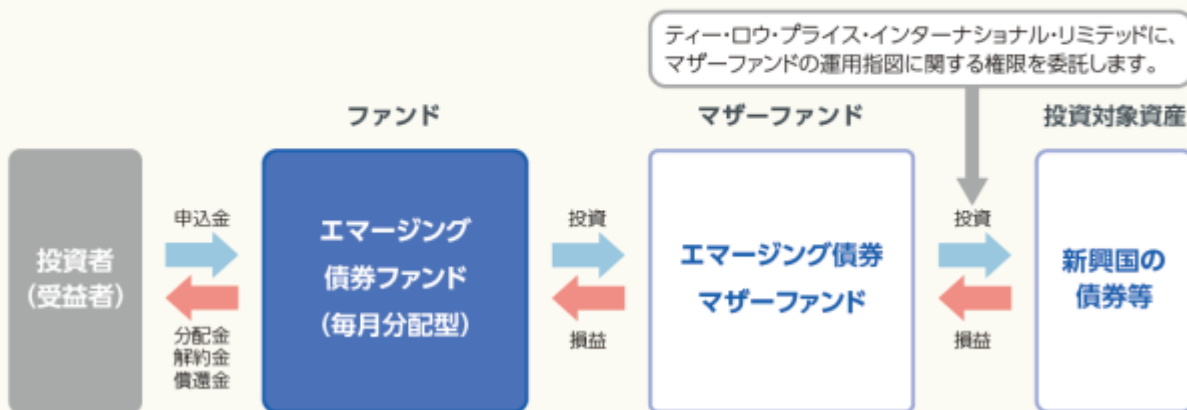 ティー・ロウ・プライス・インターナショナル・リミテッドに、
マザーファンドの運用指図に関する権限を委託します。
ファンド
マザーファンド
投資対象資産
投資者
(受益者)
申込金
分配金
解約金
償還金
エマージング
債券ファンド
(毎月分配型)
投資
損益
エマージング債券
マザーファンド
投資
損益
新興国の
債券等